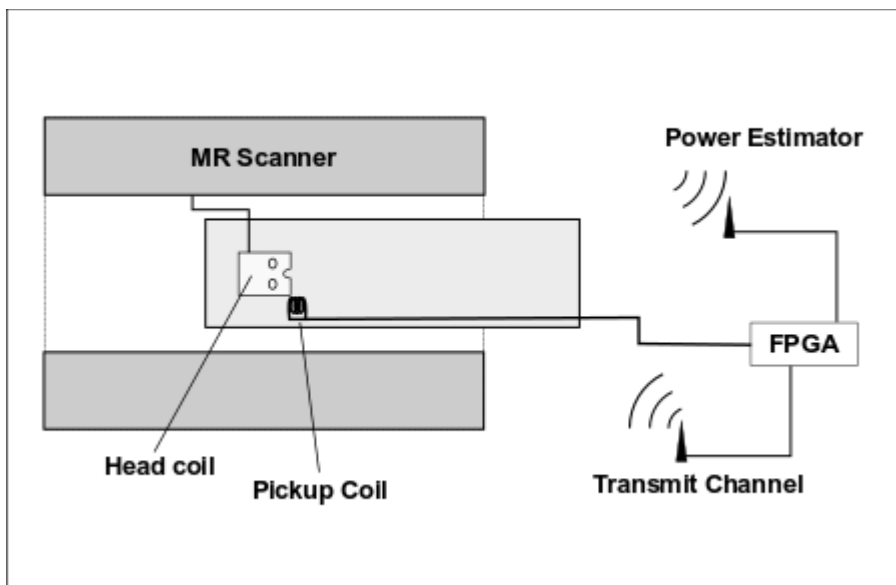 MR Scanner
Power Estimator
FPGA
Head coil
Pickup Coil
Transmit Channel